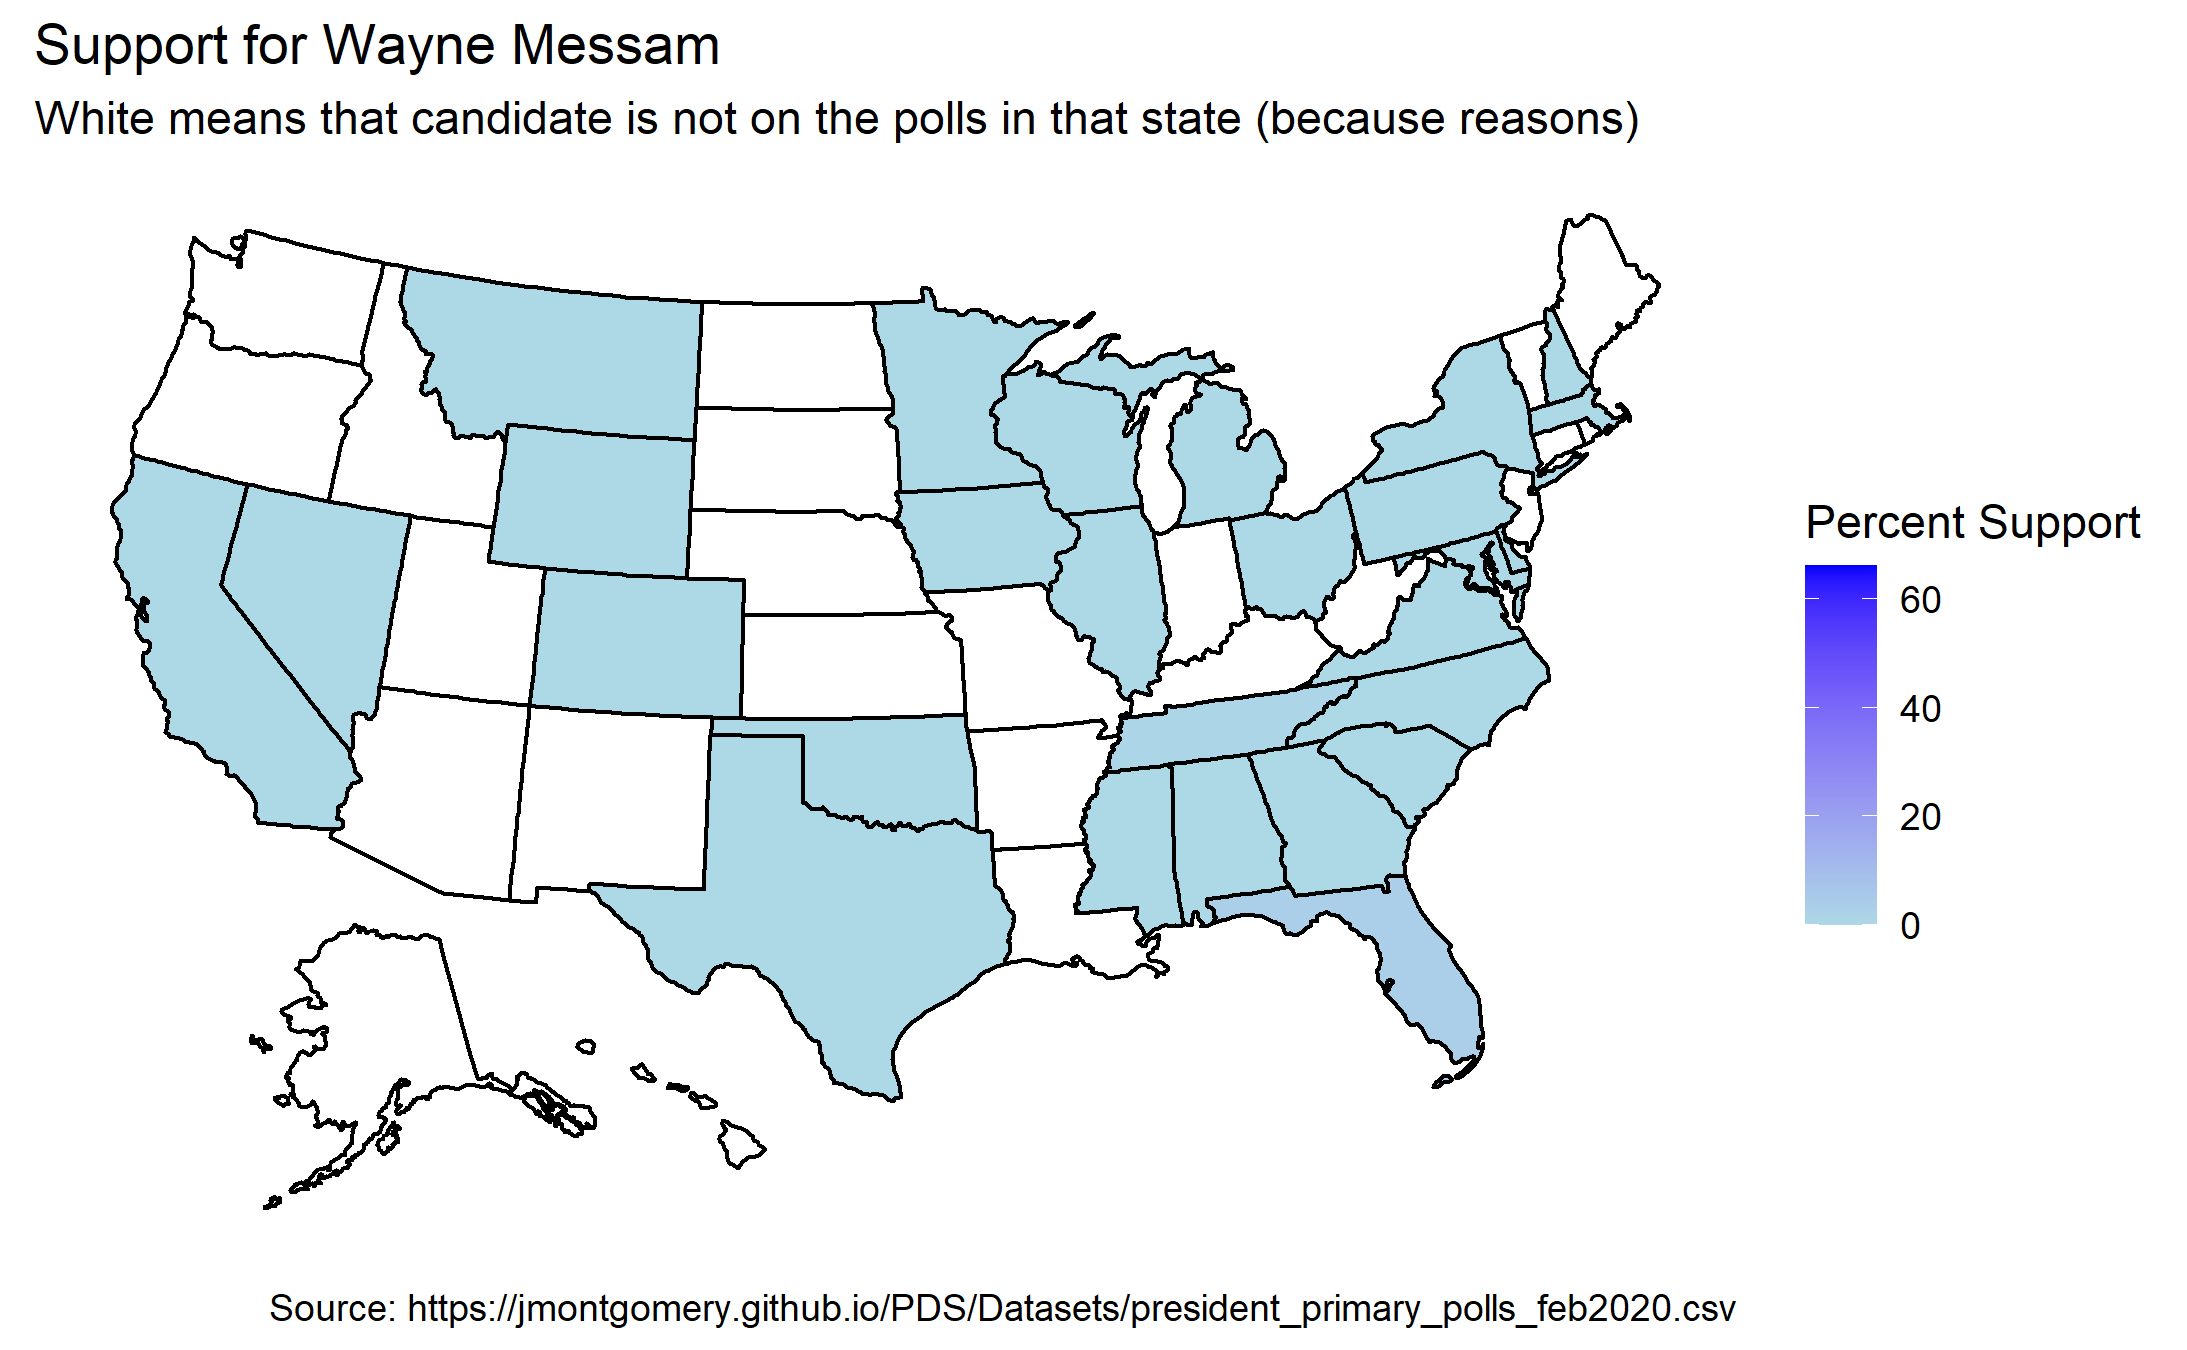 Support for Wayne Messam
White means that candidate is not on the polls in that state (because reasons)
Percent Support
60
40
20
0
Source: https://jmontgomery.github.io/PDS/Datasets/president_primary_polls_feb2020.csv